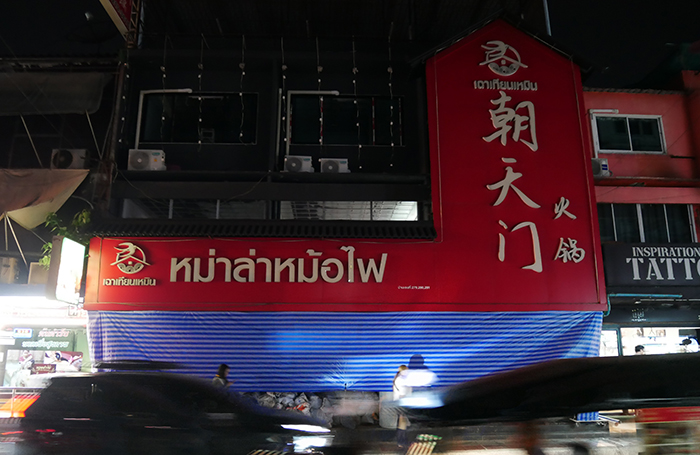 เฉาเทียนเหมิน
朝天门
火锅
เฉาเทียนเหมิน
หม่าล่าหม้อไฟ
INSPIRATION
TATTO